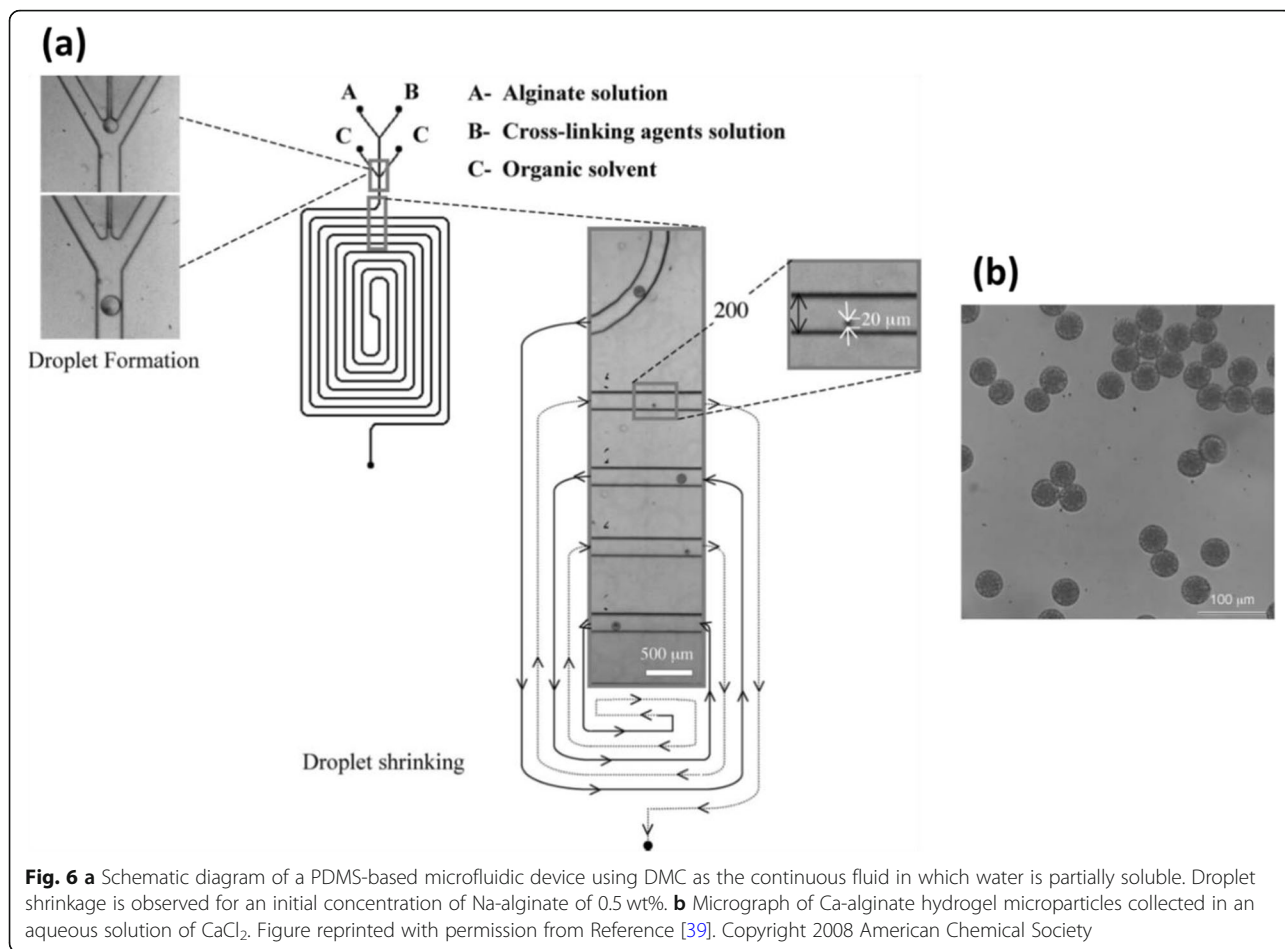 (a)
A B
C C
A- Alginate solution
B- Cross-linking agents solution
C- Organic solvent
Droplet Formation
200
20 μm
(b)
100 μm
500 μm
Droplet shrinking
Fig. 6 a Schematic diagram of a PDMS-based microfluidic device using DMC as the continuous fluid in which water is partially soluble. Droplet
shrinkage is observed for an initial concentration of Na-alginate of 0.5 wt%. b Micrograph of Ca-alginate hydrogel microparticles collected in an
aqueous solution of CaCl₂. Figure reprinted with permission from Reference [39]. Copyright 2008 American Chemical Society